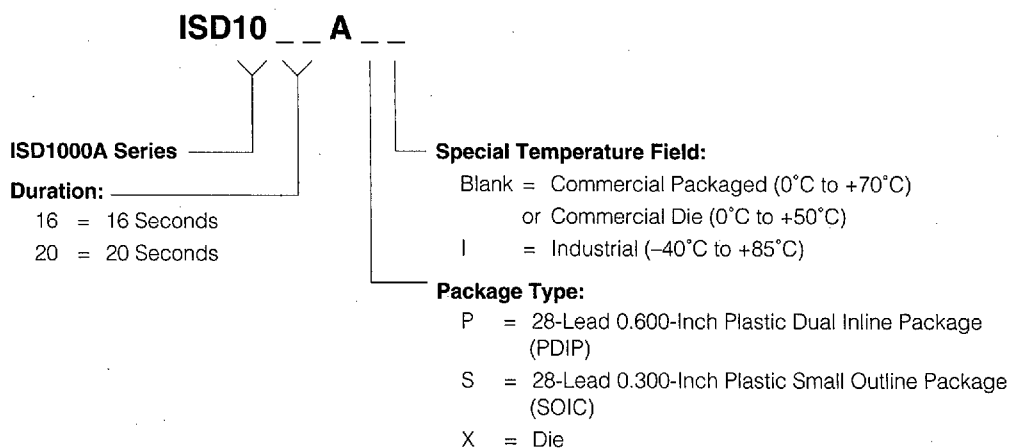 ISD10 _ _ A _ _
ISD1000A Series
Duration:
16 = 16 Seconds
20 = 20 Seconds
Special Temperature Field:
Blank = Commercial Packaged (0°C to +70°C)
or Commercial Die (0°C to +50°C)
I = Industrial (–40°C to +85°C)
Package Type:
P = 28-Lead 0.600-Inch Plastic Dual Inline Package
(PDIP)
S = 28-Lead 0.300-Inch Plastic Small Outline Package
(SOIC)
X = Die